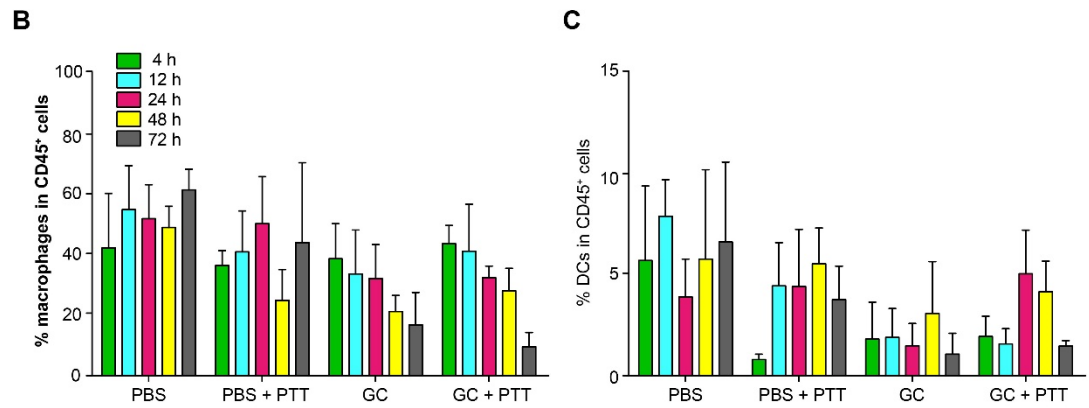 B
% macrophages in CD45⁺ cells
100
80
60
40
20
0
4 h
12 h
24 h
48 h
72 h
PBS
PBS + PTT
GC
GC + PTT
C
% DCs in CD45⁺ cells
15
10
5
0
PBS
PBS + PTT
GC
GC + PTT